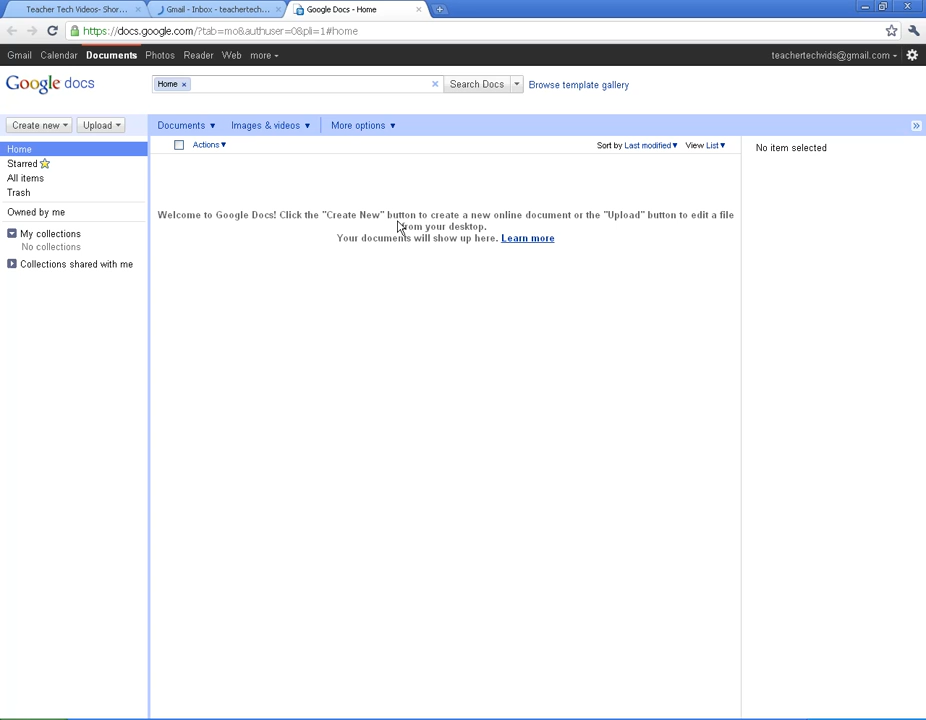 Teacher Tech Videos- Shor...
Gmail - Inbox - teachertech...
Google Docs - Home
https://docs.google.com/?tab=mo&authuser=0&pli=1#home
Gmail Calendar Documents Photos Reader Web more
teachertechvids@gmail.com
Google docs
Home
Search Docs
Browse template gallery
Create new
Upload
Documents
Images & videos
More options
Home
Starred
All items
Trash
Owned by me
My collections
No collections
Collections shared with me
Actions
Sort by Last modified
View List
No item selected
Welcome to Google Docs! Click the "Create New" button to create a new online document or the "Upload" button to edit a file
from your desktop.
Your documents will show up here. Learn more